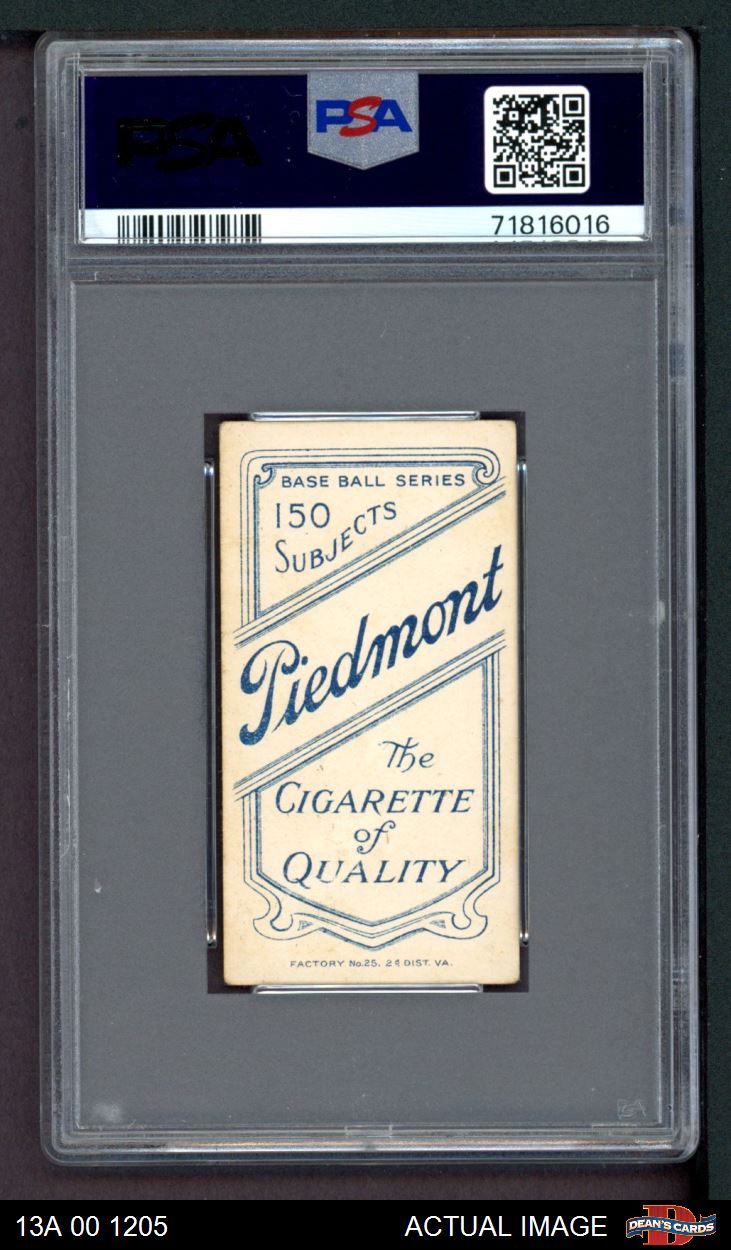 PSA
PSA
71816016
BASE BALL SERIES
150
SUBJECTS
Piedmont
The
CIGARETTE
of
QUALITY
FACTORY No.25, 2d DIST. VA.
13A 00 1205
ACTUAL IMAGE
DEAN'S CARDS